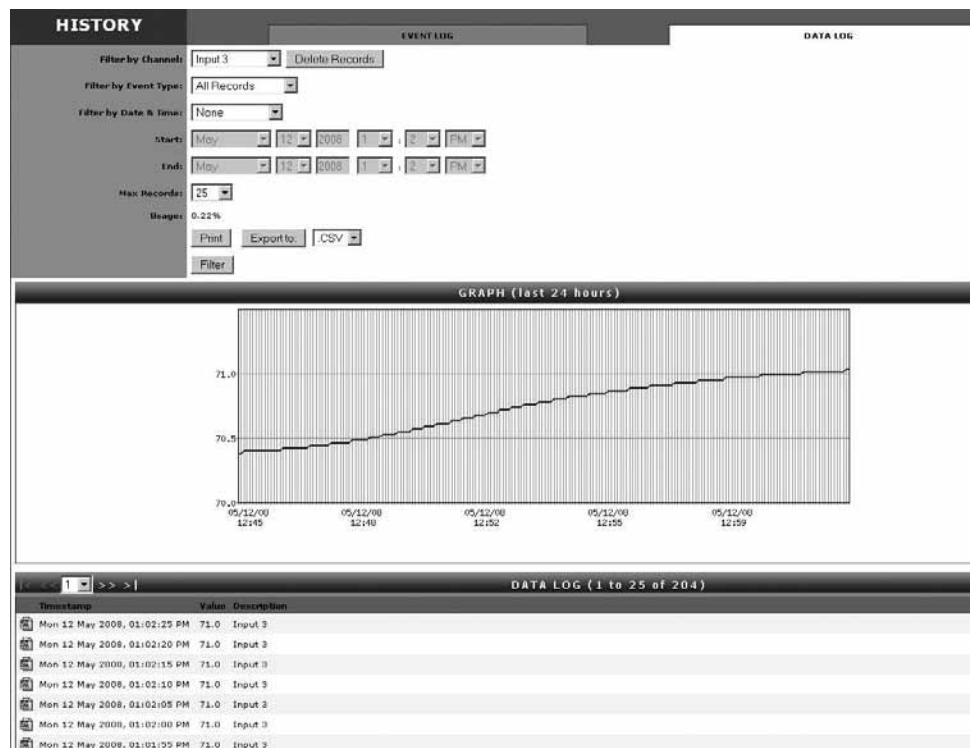 HISTORY
EVENT LOG
DATA LOG
Filter by Channel: Input 3 Delete Records
Filter by Event Type: All Records
Filter by Date & Time: None
Start: May 12 2008 1 : 2 PM
End: May 12 2008 1 : 2 PM
Max Records: 25
Usage: 0.22%
Print Export to: .CSV
Filter
GRAPH (last 24 hours)
71.0
70.5
70.0
05/12/08 05/12/08 05/12/08 05/12/08 05/12/08
12:45 12:48 12:52 12:55 12:59
|< << 1 >> >| DATA LOG (1 to 25 of 204)
Timestamp Value Description
Mon 12 May 2008, 01:02:25 PM 71.0 Input 3
Mon 12 May 2008, 01:02:20 PM 71.0 Input 3
Mon 12 May 2008, 01:02:15 PM 71.0 Input 3
Mon 12 May 2008, 01:02:10 PM 71.0 Input 3
Mon 12 May 2008, 01:02:05 PM 71.0 Input 3
Mon 12 May 2008, 01:02:00 PM 71.0 Input 3
Mon 12 May 2008, 01:01:55 PM 71.0 Input 3